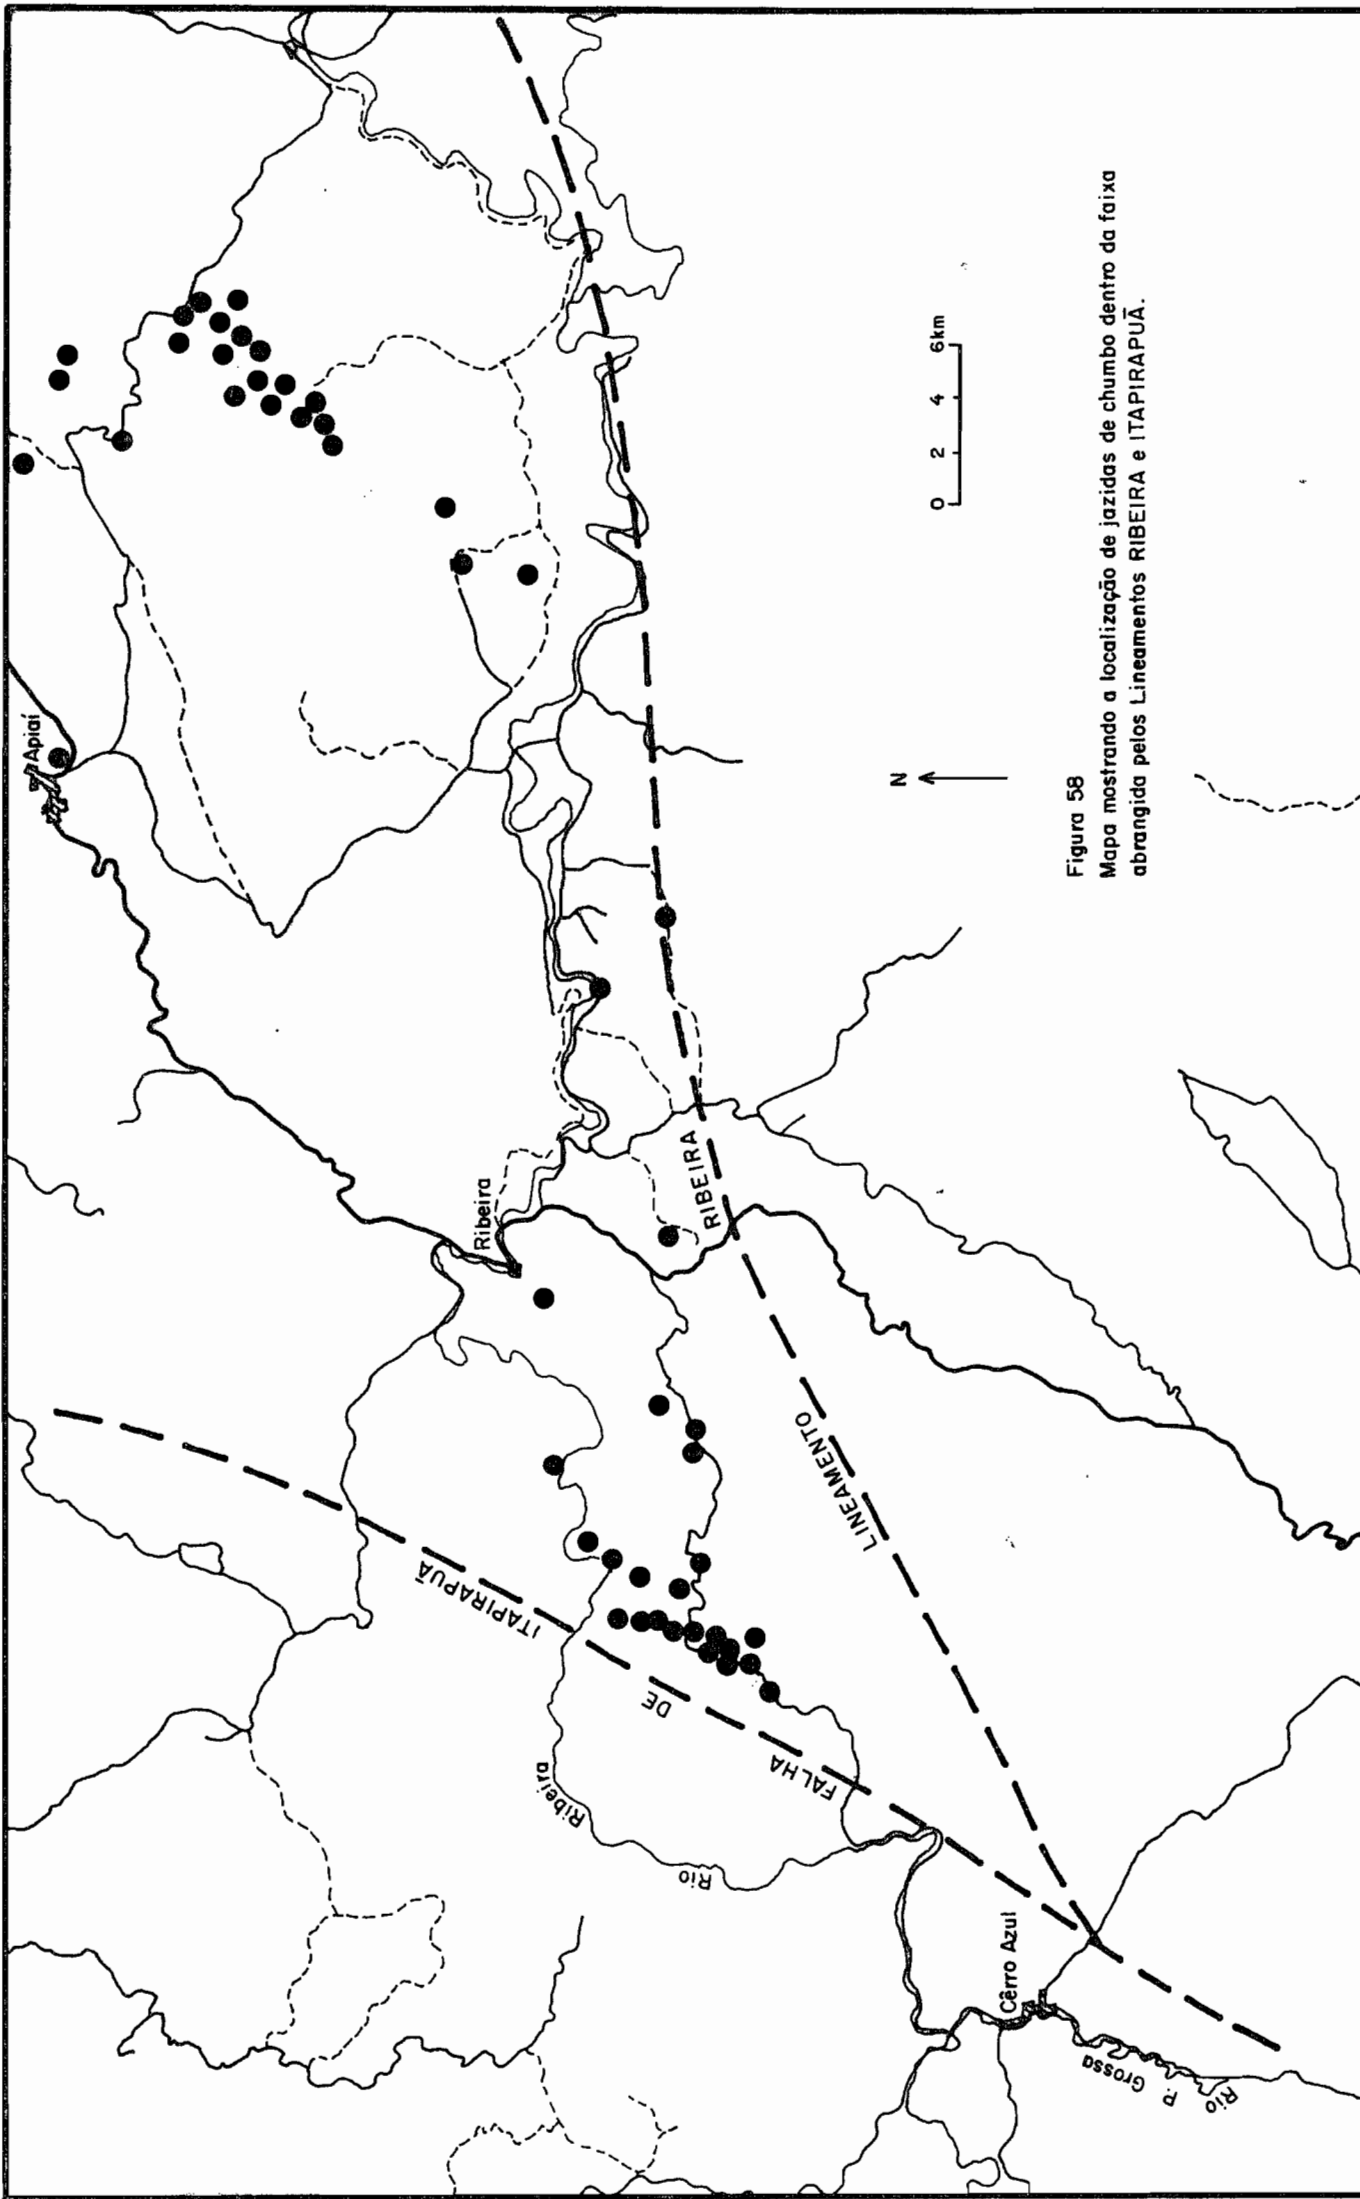 Apiaí
Ribeira
ITAPIRAPUÃ
DE
FALHA
Ribeira
Rio
RIBEIRA
LINEAMENTO
Cêrro Azul
Rio
P. Grossa
N
0 2 4 6km
Figura 58
Mapa mostrando a localização de jazidas de chumbo dentro da faixa
abrangida pelos Lineamentos RIBEIRA e ITAPIRAPUÃ.